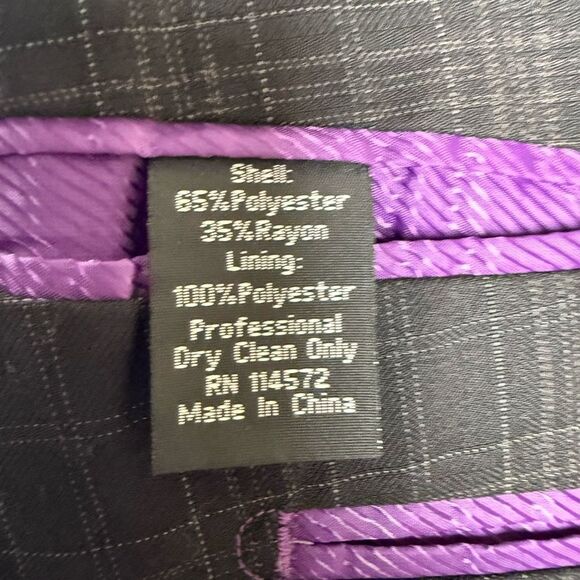 Shell:
65%Polyester
35%Rayon
Lining:
100%Polyester
Professional
Dry Clean Only
RN 114572
Made In China